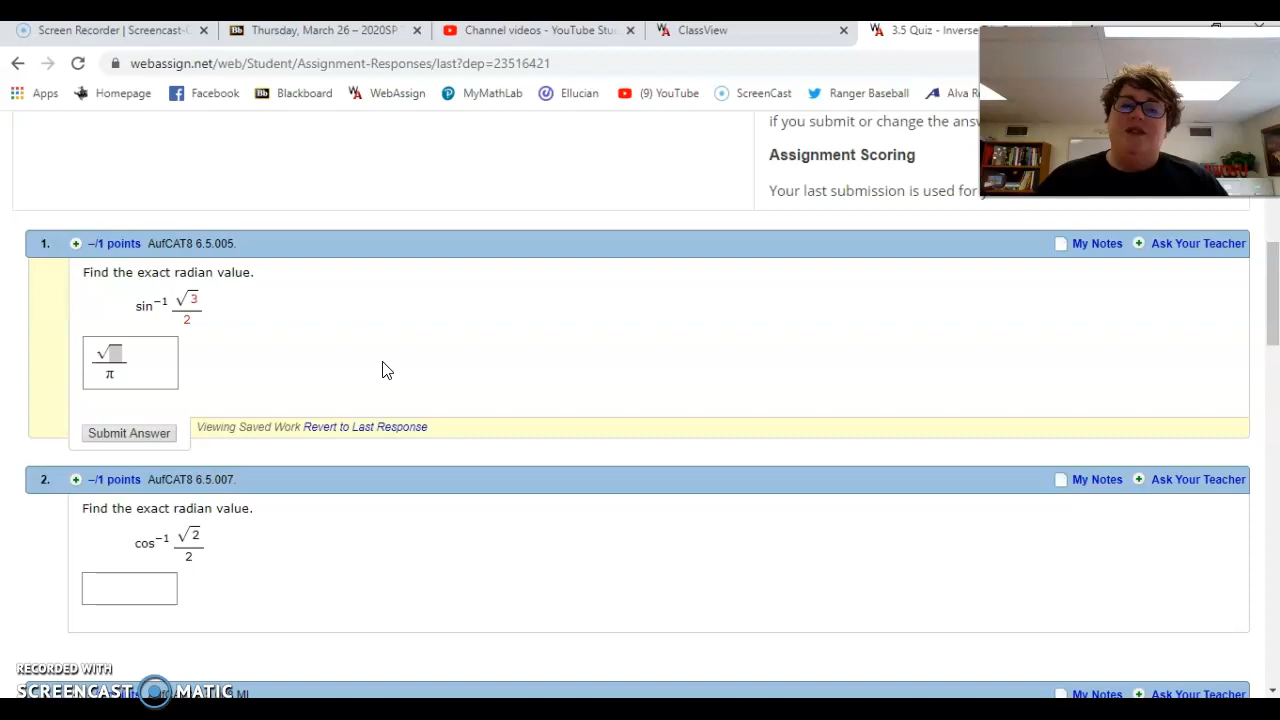 Screen Recorder | Screencast-O
Thursday, March 26 – 2020SP
Channel videos - YouTube Stu
ClassView
3.5 Quiz - Inverse
webassign.net/web/Student/Assignment-Responses/last?dep=23516421
Apps Homepage Facebook Blackboard WebAssign MyMathLab Ellucian (9) YouTube ScreenCast Ranger Baseball Alva R
if you submit or change the answ
Assignment Scoring
Your last submission is used for y
1. –/1 points AufCAT8 6.5.005. My Notes Ask Your Teacher
Find the exact radian value.
sin⁻¹ √3/2
√/π
Submit Answer Viewing Saved Work Revert to Last Response
2. –/1 points AufCAT8 6.5.007. My Notes Ask Your Teacher
Find the exact radian value.
cos⁻¹ √2/2
RECORDED WITH
SCREENCAST MATIC
points MI My Notes Ask Your Teacher